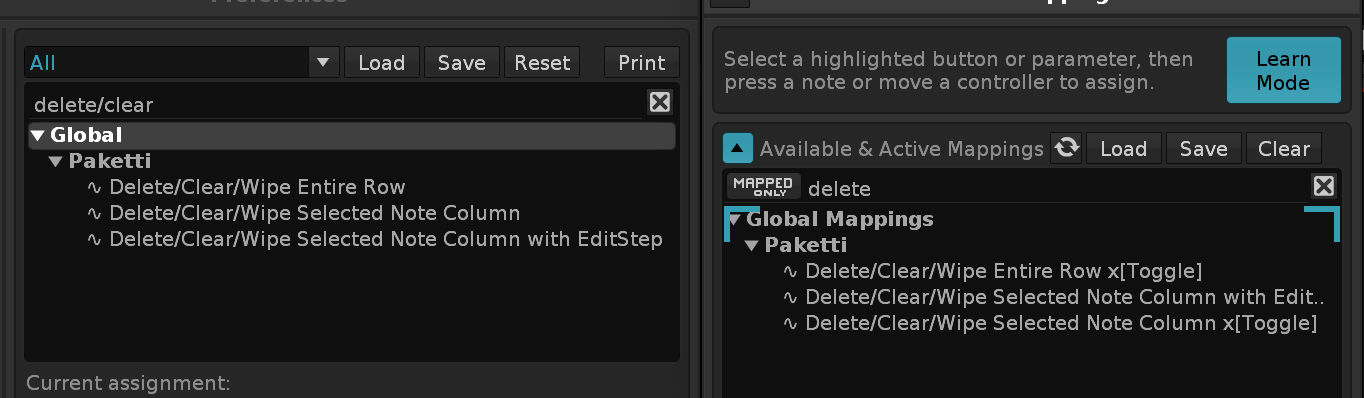 All
Load
Save
Reset
Print
delete/clear
Global
Paketti
Delete/Clear/Wipe Entire Row
Delete/Clear/Wipe Selected Note Column
Delete/Clear/Wipe Selected Note Column with EditStep
Current assignment:
Select a highlighted button or parameter, then
press a note or move a controller to assign.
Learn
Mode
Available & Active Mappings
Load
Save
Clear
MAPPED
ONLY
delete
Global Mappings
Paketti
Delete/Clear/Wipe Entire Row x[Toggle]
Delete/Clear/Wipe Selected Note Column with Edit..
Delete/Clear/Wipe Selected Note Column x[Toggle]